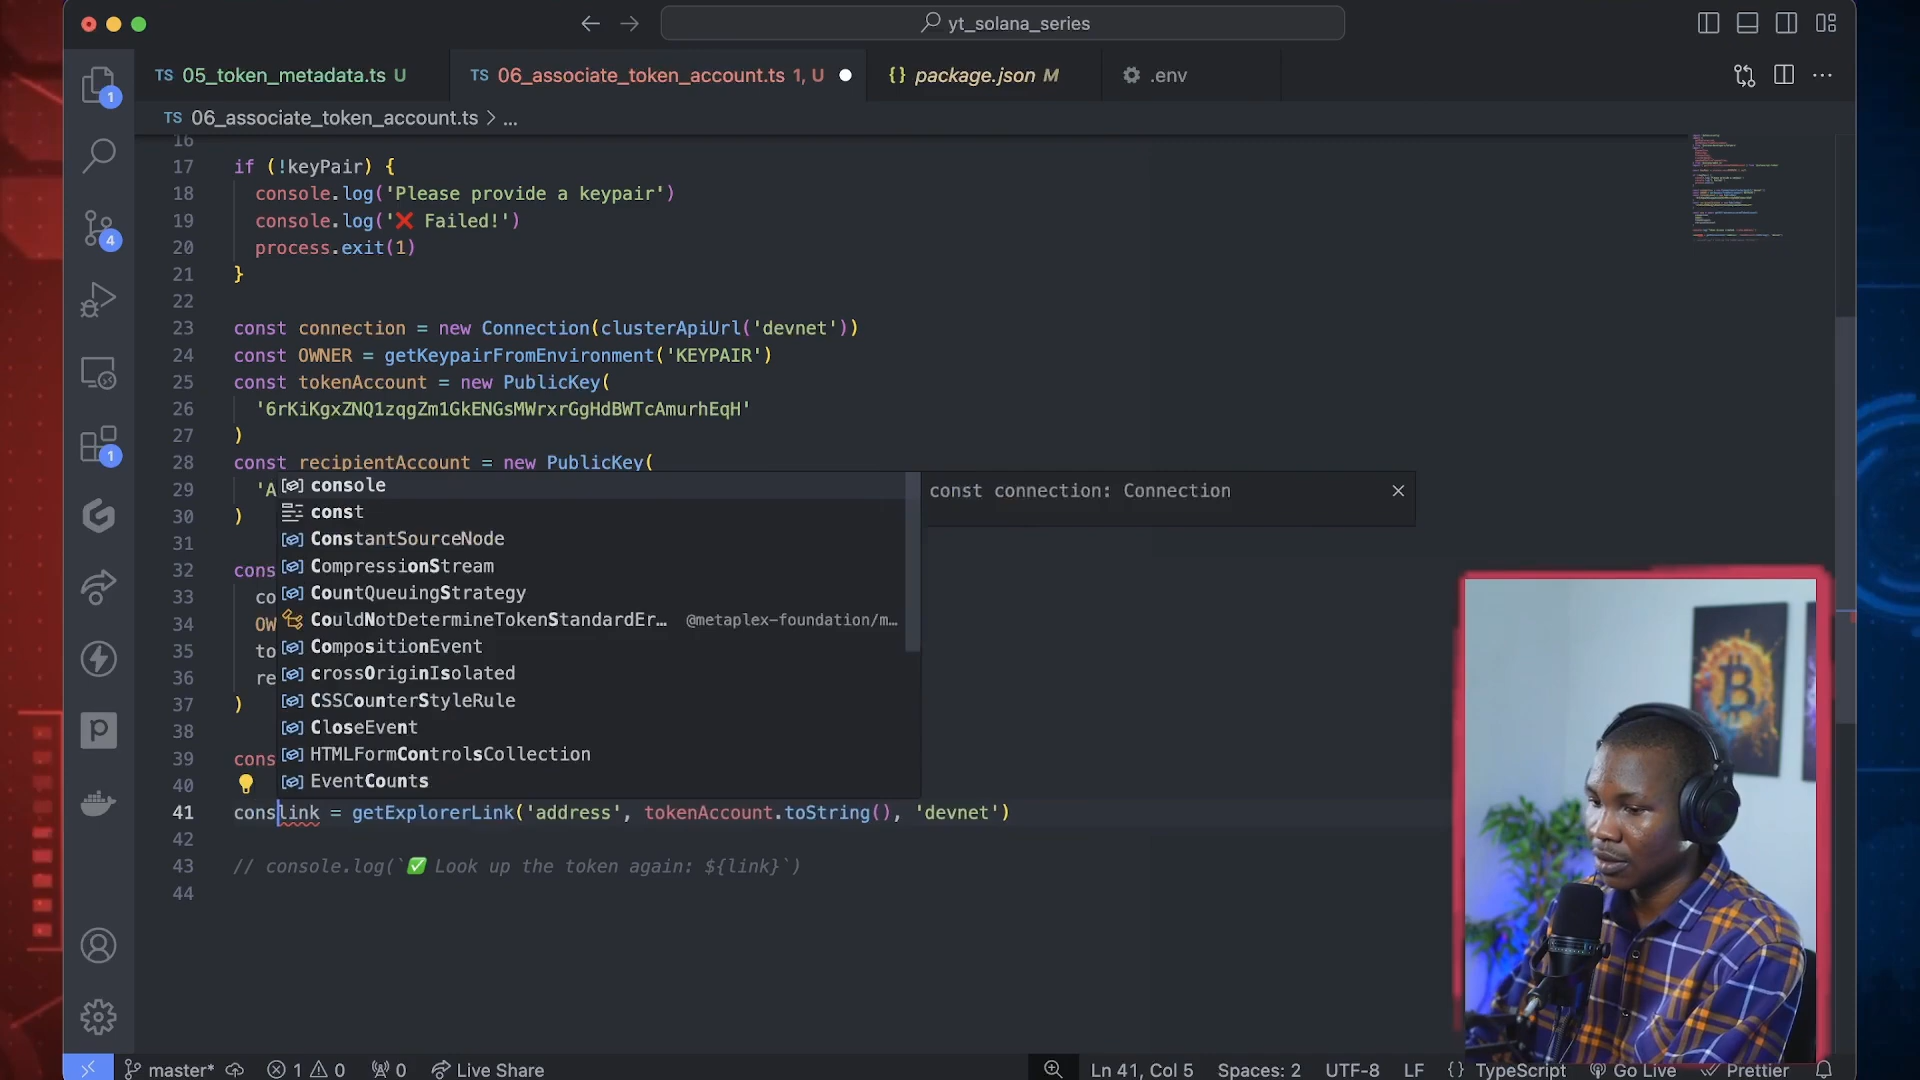 yt_solana_series
TS 05_token_metadata.ts U
TS 06_associate_token_account.ts 1, U
{} package.json M
.env
TS 06_associate_token_account.ts > ...
16
17 if (!keyPair) {
18 console.log('Please provide a keypair')
19 console.log('❌ Failed!')
20 process.exit(1)
21 }
22
23 const connection = new Connection(clusterApiUrl('devnet'))
24 const OWNER = getKeypairFromEnvironment('KEYPAIR')
25 const tokenAccount = new PublicKey(
26 '6rKiKgxZNQ1zqgZm1GkENGsMWrxrGgHdBWTcAmurhEqH'
27 )
28 const recipientAccount = new PublicKey(
29 'A
30 )
31
32 cons
33 co
34 OW
35 to
36 re
37 )
38
39 cons
40
41 conslink = getExplorerLink('address', tokenAccount.toString(), 'devnet')
42
43 // console.log(`✅ Look up the token again: ${link}`)
44
console
const
ConstantSourceNode
CompressionStream
CountQueuingStrategy
CouldNotDetermineTokenStandardEr... @metaplex-foundation/m...
CompositionEvent
crossOriginIsolated
CSSCounterStyleRule
CloseEvent
HTMLFormControlsCollection
EventCounts
const connection: Connection
1
4
1
master* 1 0 0 Live Share
Ln 41, Col 5 Spaces: 2 UTF-8 LF {} TypeScript Go Live Prettier